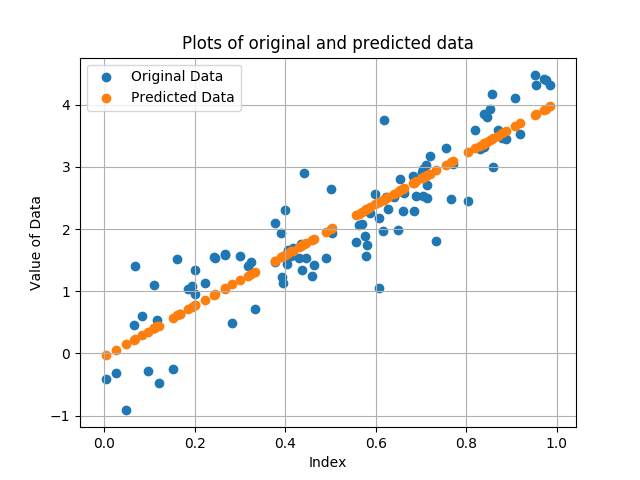 Plots of original and predicted data
Original Data
Predicted Data
Value of Data
4
3
2
1
0
−1
0.0 0.2 0.4 0.6 0.8 1.0
Index